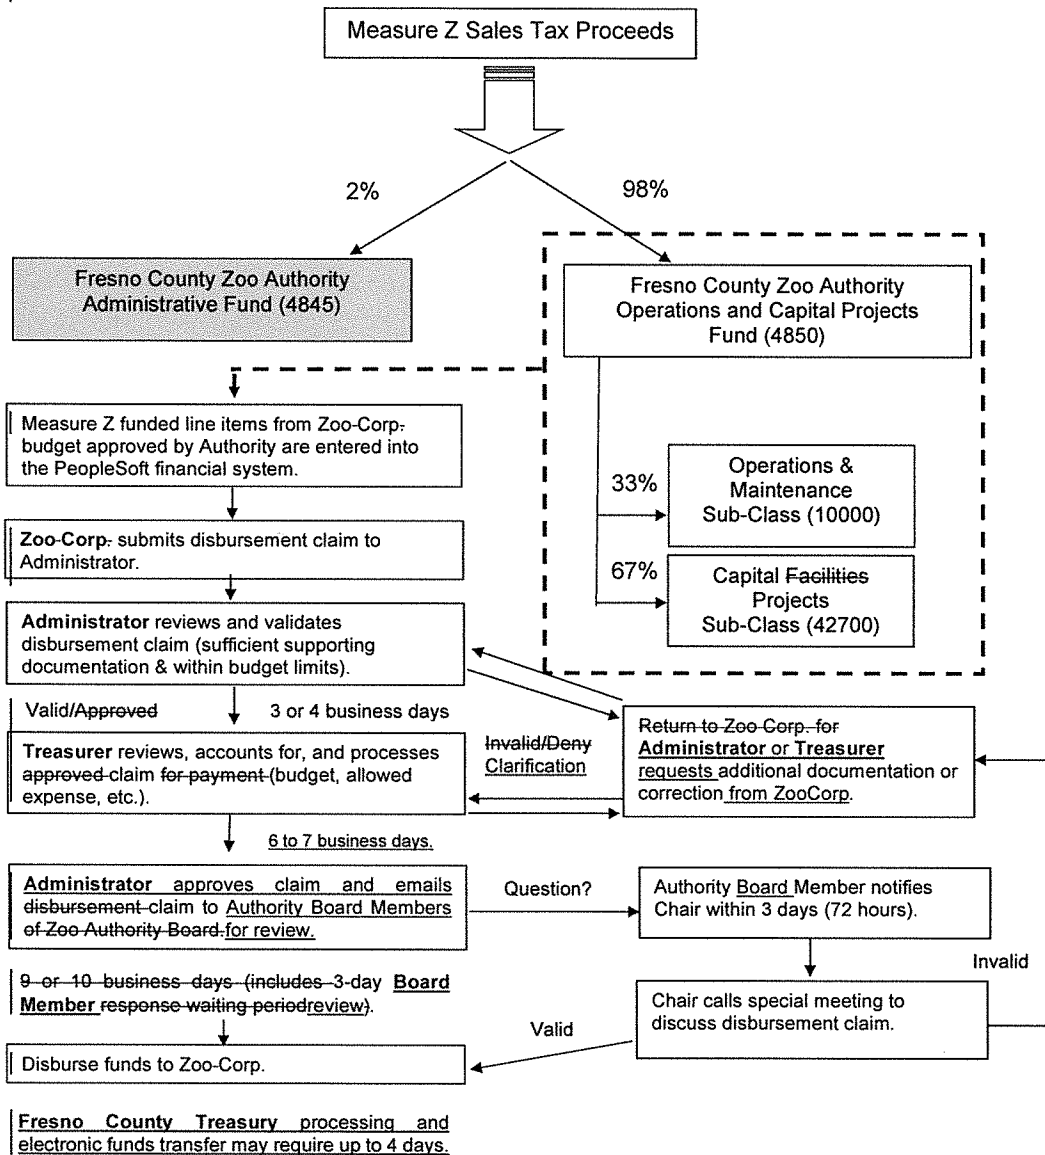 Measure Z Sales Tax Proceeds
2%
98%
Fresno County Zoo Authority
Administrative Fund (4845)
Fresno County Zoo Authority
Operations and Capital Projects
Fund (4850)
Measure Z funded line items from Zoo-Corp.
budget approved by Authority are entered into
the PeopleSoft financial system.
33%
Operations &
Maintenance
Sub-Class (10000)
Zoo-Corp. submits disbursement claim to
Administrator.
67%
Capital Facilities
Projects
Sub-Class (42700)
Administrator reviews and validates
disbursement claim (sufficient supporting
documentation & within budget limits).
Valid/Approved
3 or 4 business days
Treasurer reviews, accounts for, and processes
approved claim for payment (budget, allowed
expense, etc.).
Invalid/Deny
Clarification
Return to Zoo Corp. for
Administrator or Treasurer
requests additional documentation or
correction from ZooCorp.
6 to 7 business days.
Administrator approves claim and emails
disbursement claim to Authority Board Members
of Zoo Authority Board. for review.
Question?
Authority Board Member notifies
Chair within 3 days (72 hours).
9 or 10 business days (includes 3-day Board
Member response waiting periodreview).
Invalid
Chair calls special meeting to
discuss disbursement claim.
Valid
Disburse funds to Zoo-Corp.
Fresno County Treasury processing and
electronic funds transfer may require up to 4 days.